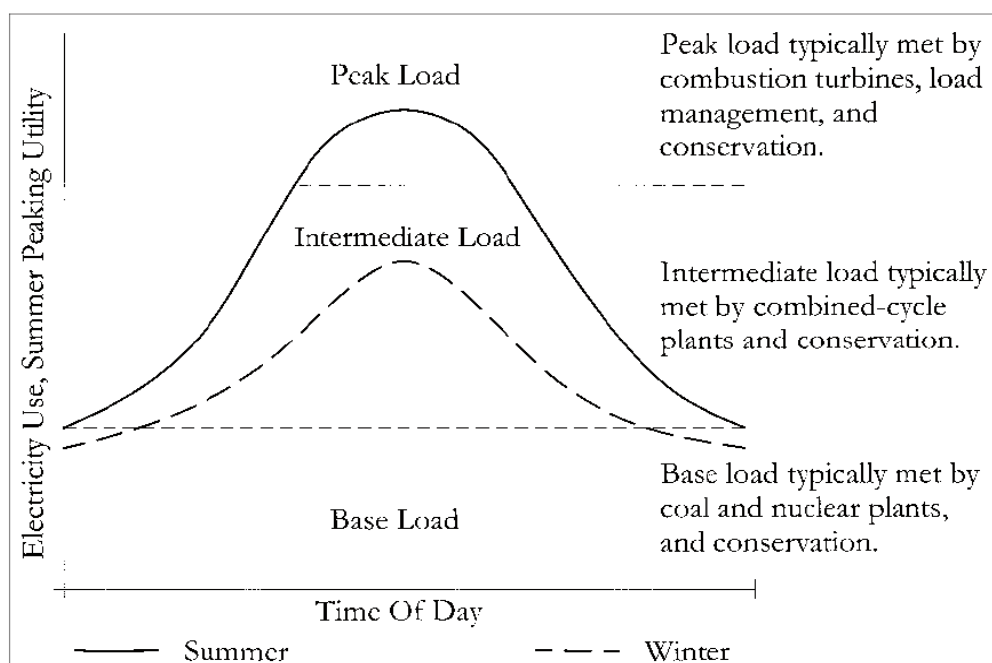 Electricity Use, Summer Peaking Utility
Peak Load
Peak load typically met by
combustion turbines, load
management, and
conservation.
Intermediate Load
Intermediate load typically
met by combined-cycle
plants and conservation.
Base Load
Base load typically met by
coal and nuclear plants,
and conservation.
Time Of Day
Summer
Winter